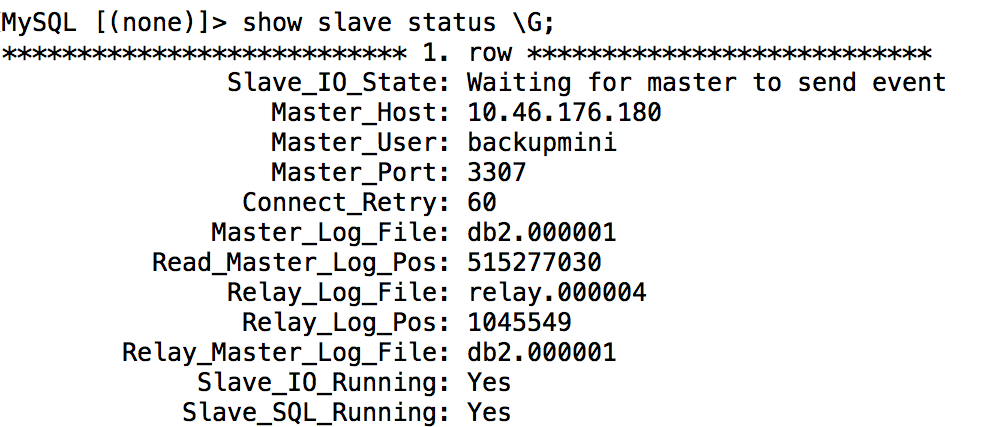 MySQL [(none)]> show slave status \G;
*************************** 1. row ***************************
Slave_IO_State: Waiting for master to send event
Master_Host: 10.46.176.180
Master_User: backupmini
Master_Port: 3307
Connect_Retry: 60
Master_Log_File: db2.000001
Read_Master_Log_Pos: 515277030
Relay_Log_File: relay.000004
Relay_Log_Pos: 1045549
Relay_Master_Log_File: db2.000001
Slave_IO_Running: Yes
Slave_SQL_Running: Yes